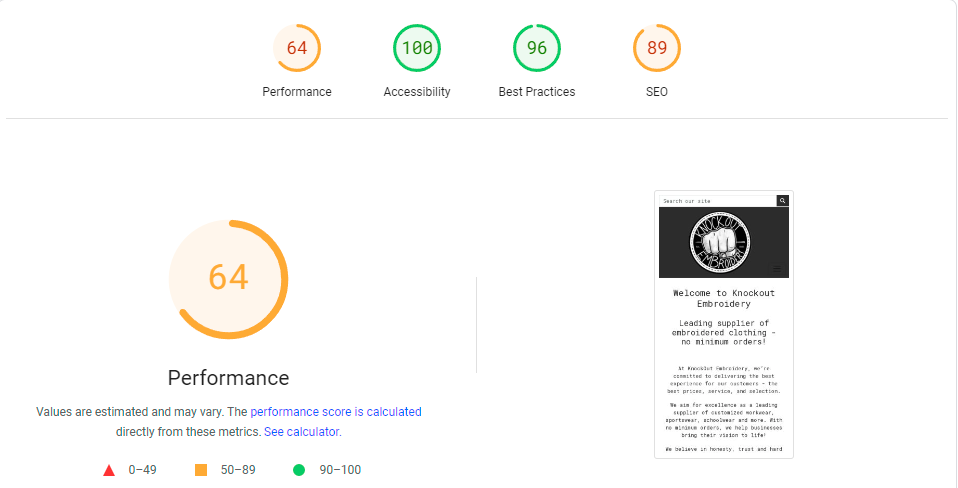 64
100
96
89
Performance
Accessibility
Best Practices
SEO
64
Performance
Values are estimated and may vary. The performance score is calculated
directly from these metrics. See calculator.
0–49
50–89
90–100
Search our site
KNOCKOUT
EMBROIDERY
Welcome to Knockout
Embroidery
Leading supplier of
embroidered clothing -
no minimum orders!
At KnockOut Embroidery, we're
committed to delivering the best
experience for our customers - the
best prices, service, and selection.
We aim for excellence as a leading
supplier of customized workwear,
sportswear, schoolwear and more. With
no minimum orders, we help businesses
bring their vision to life!
We believe in honesty, trust and hard